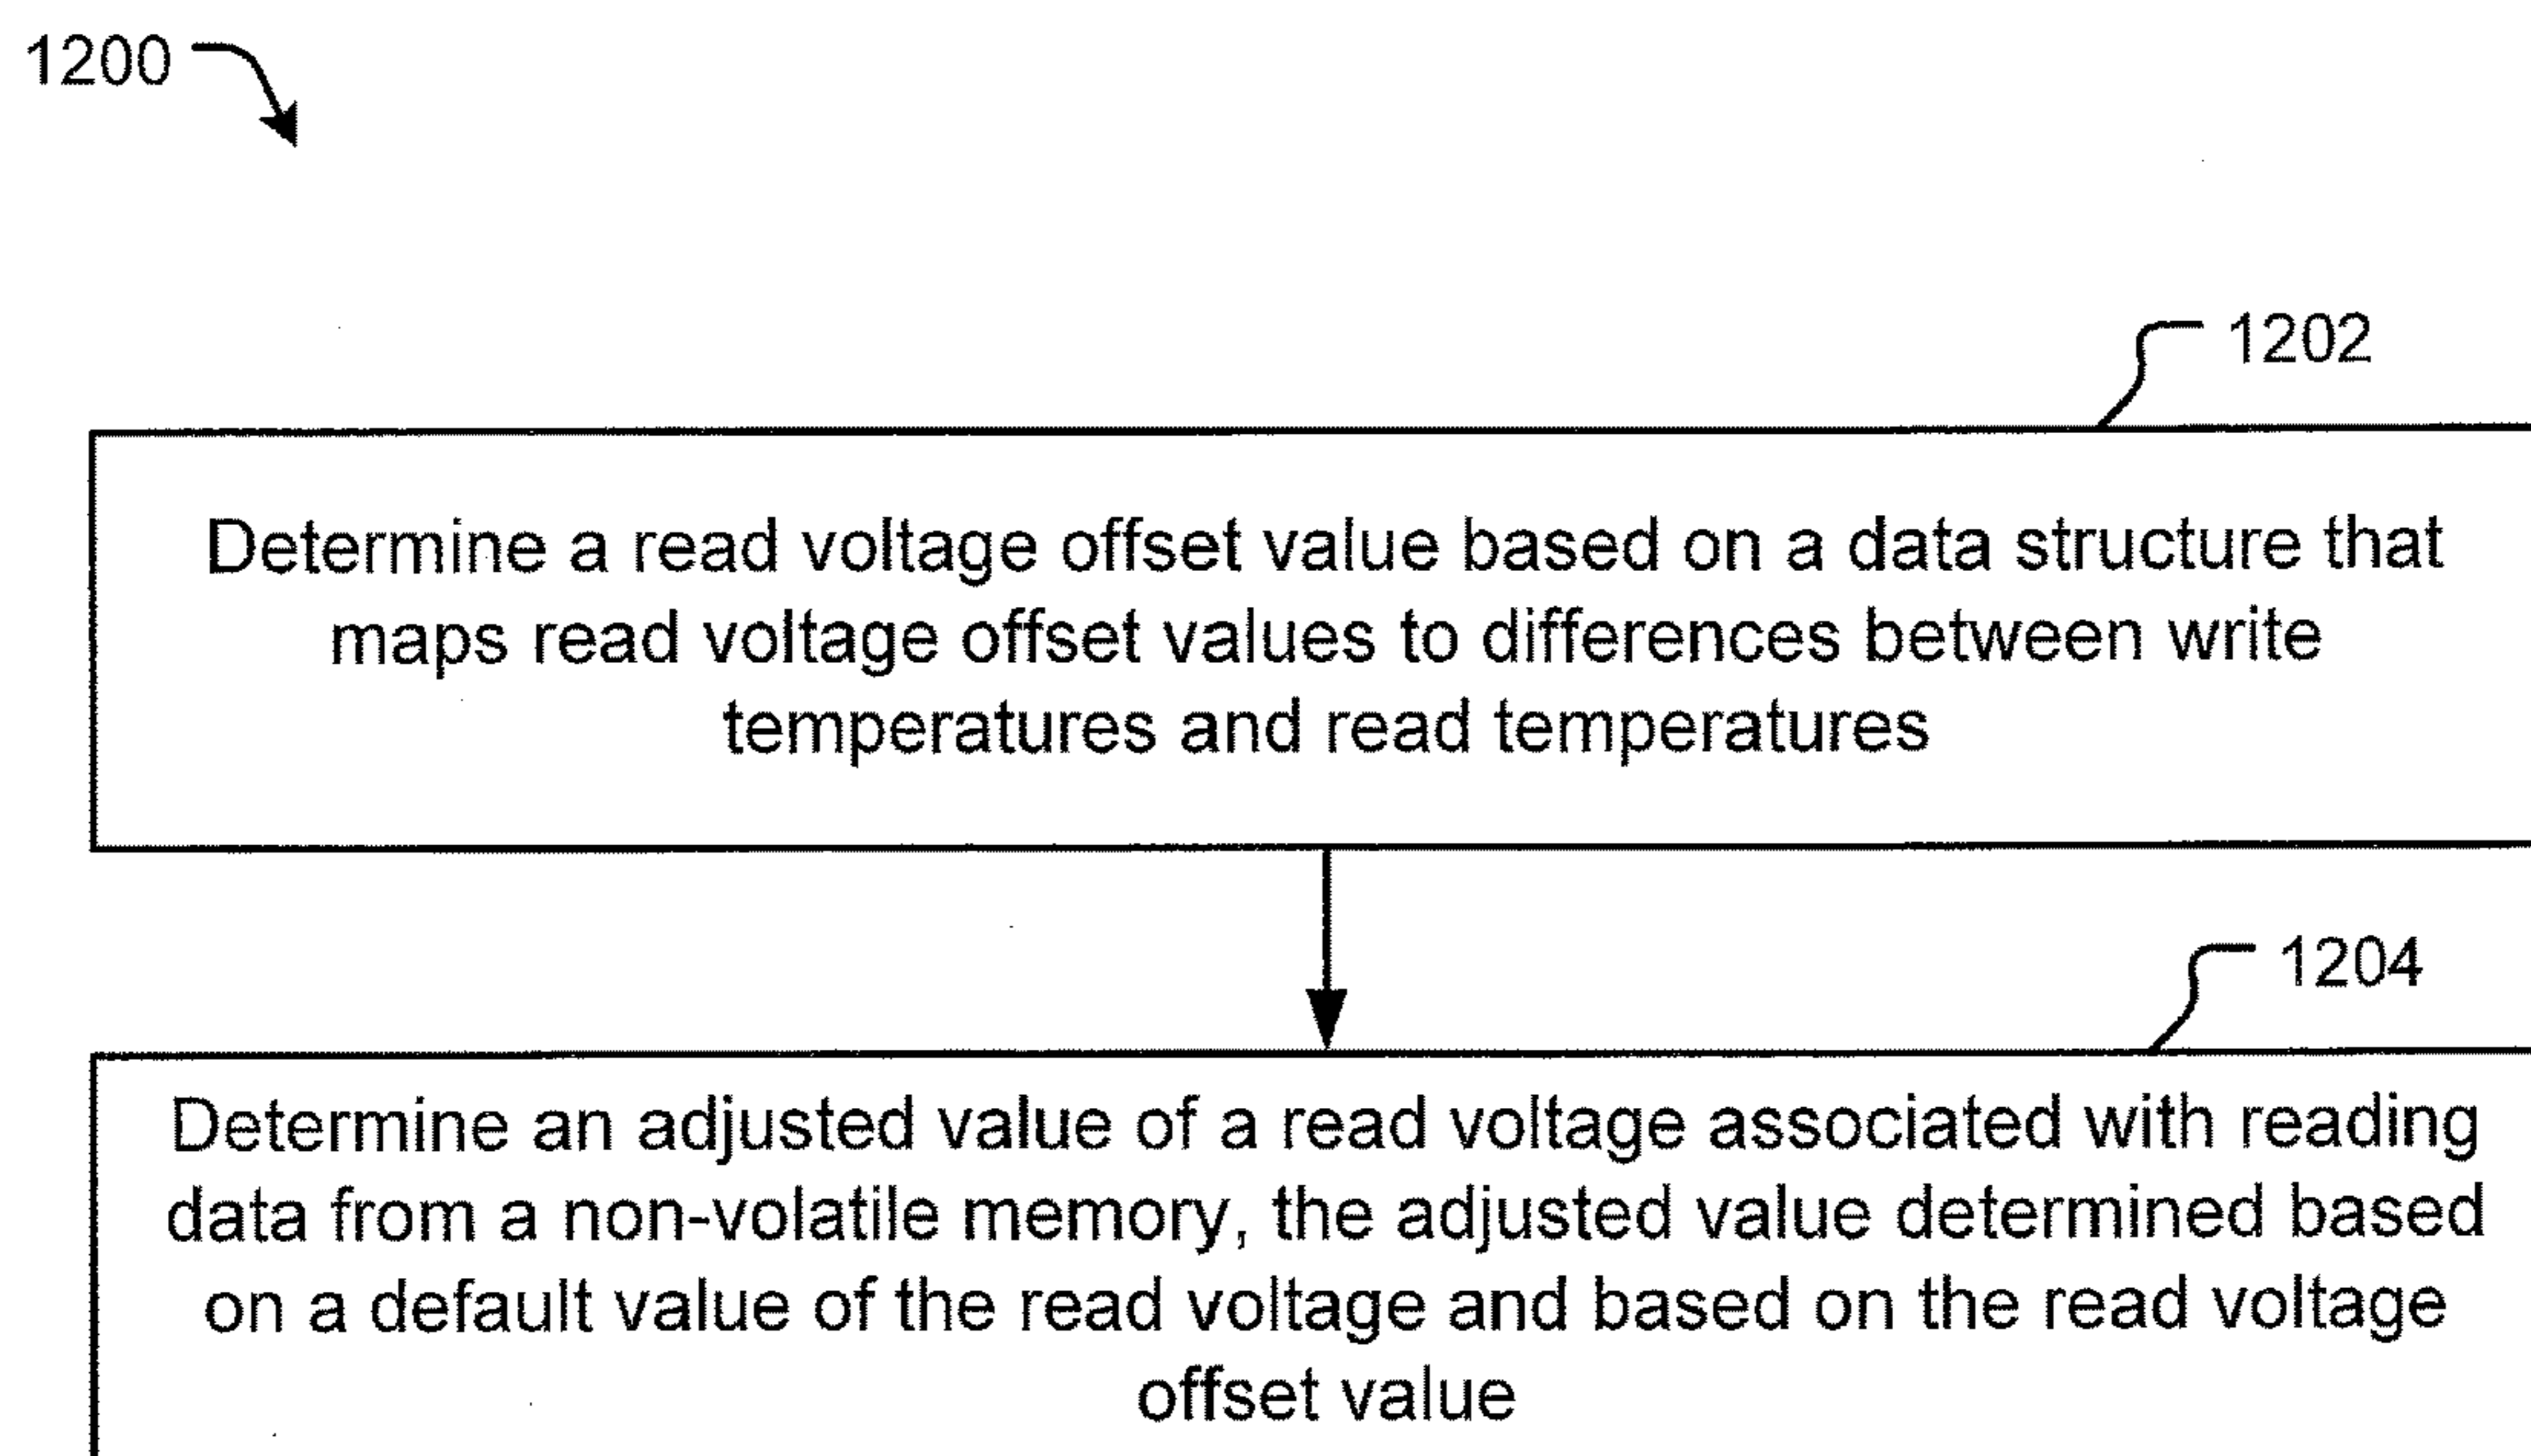 1200
1202
Determine a read voltage offset value based on a data structure that
maps read voltage offset values to differences between write
temperatures and read temperatures
1204
Determine an adjusted value of a read voltage associated with reading
data from a non-volatile memory, the adjusted value determined based
on a default value of the read voltage and based on the read voltage
offset value